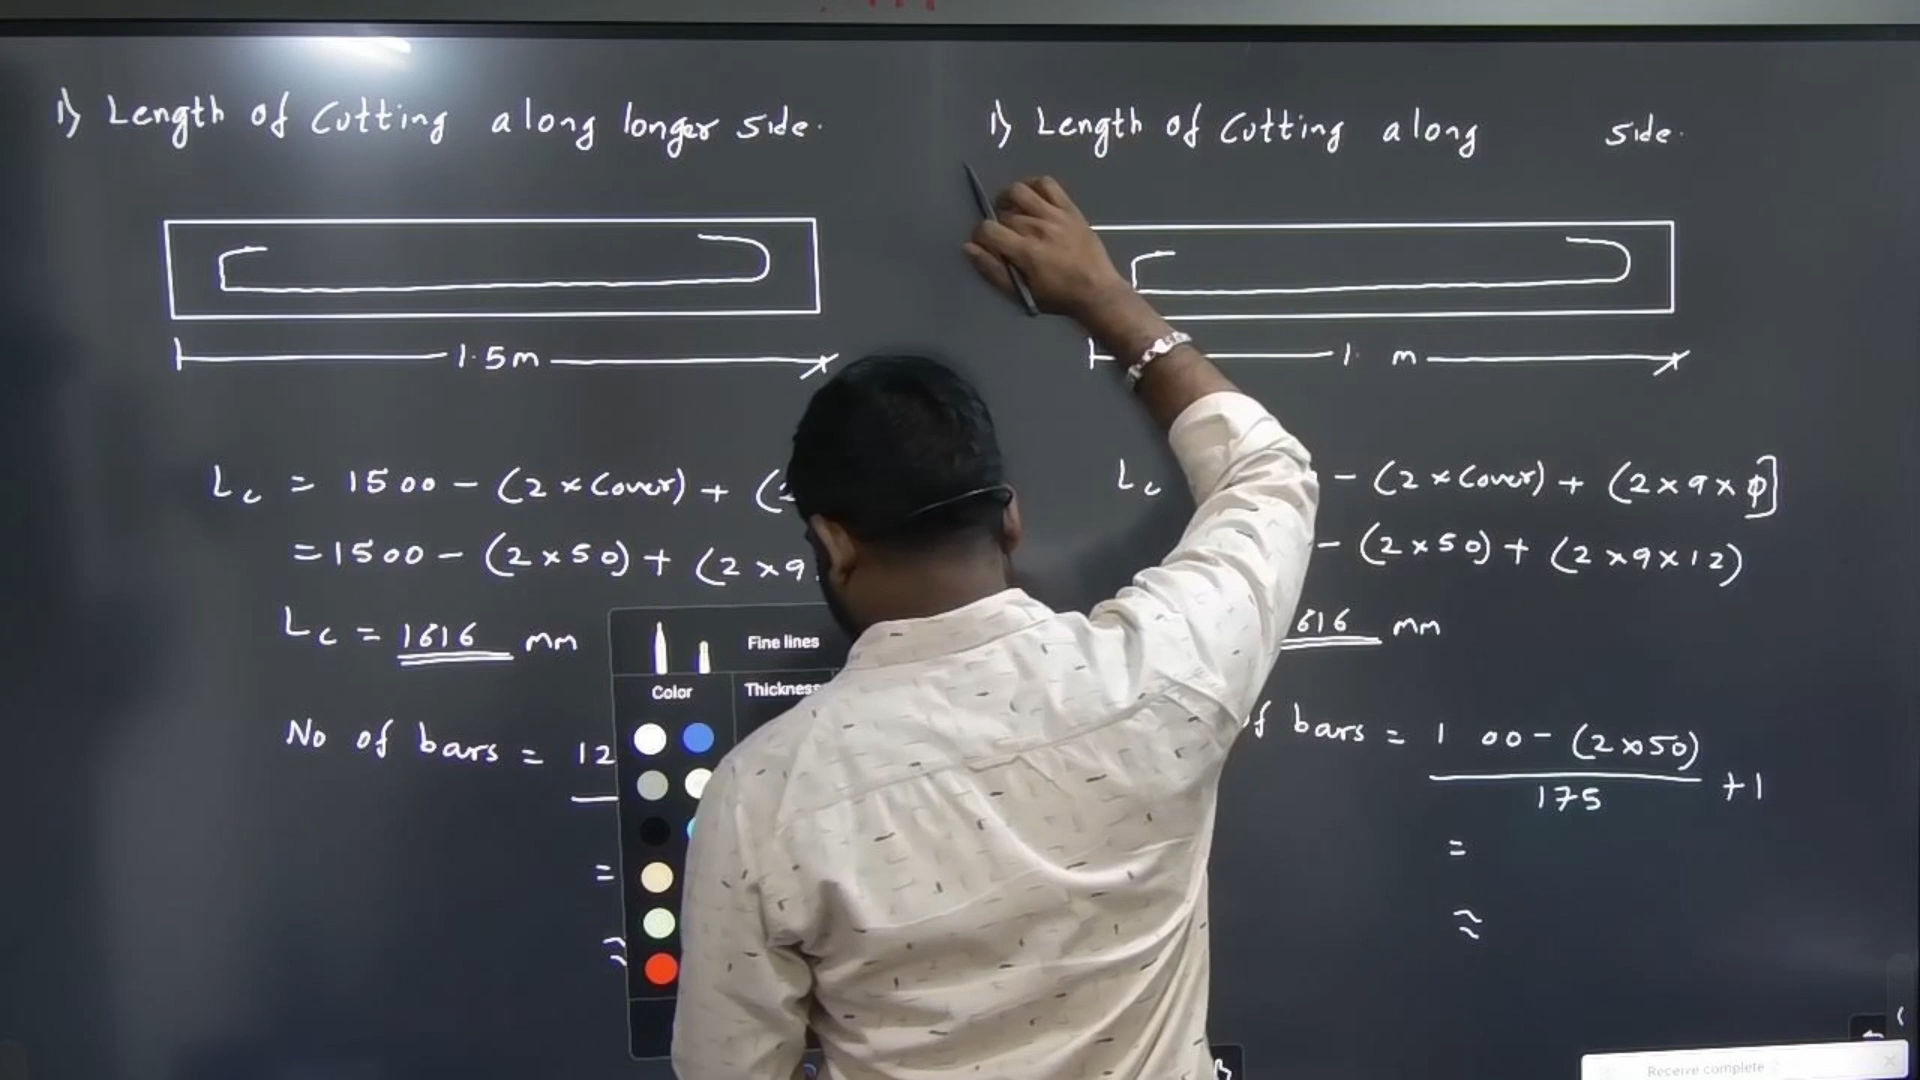 1) Length of Cutting along longer side.
1.5m
Lc = 1500 - (2 x Cover) + (
= 1500 - (2 x 50) + (2 x 9
Lc = 1616 mm
No of bars = 12
=
≈
Fine lines
Color
Thickness
1) Length of Cutting along side.
1. m
Lc - (2 x Cover) + (2 x 9 x ϕ]
- (2 x 50) + (2 x 9 x 12)
616 mm
of bars = 1 00 - (2 x 50)
175
+ 1
=
≈
Receive complete